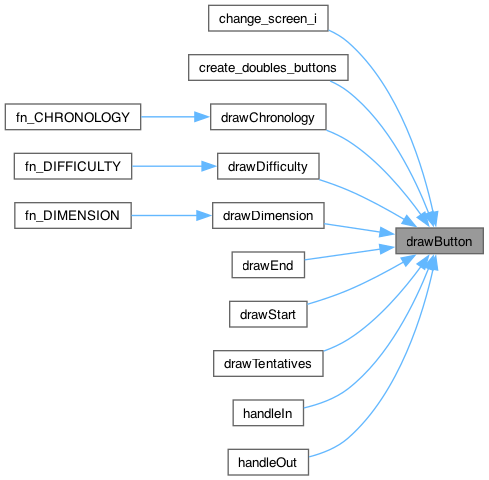 change_screen_i
create_doubles_buttons
fn_CHRONOLOGY
drawChronology
fn_DIFFICULTY
drawDifficulty
fn_DIMENSION
drawDimension
drawButton
drawEnd
drawStart
drawTentatives
handleIn
handleOut